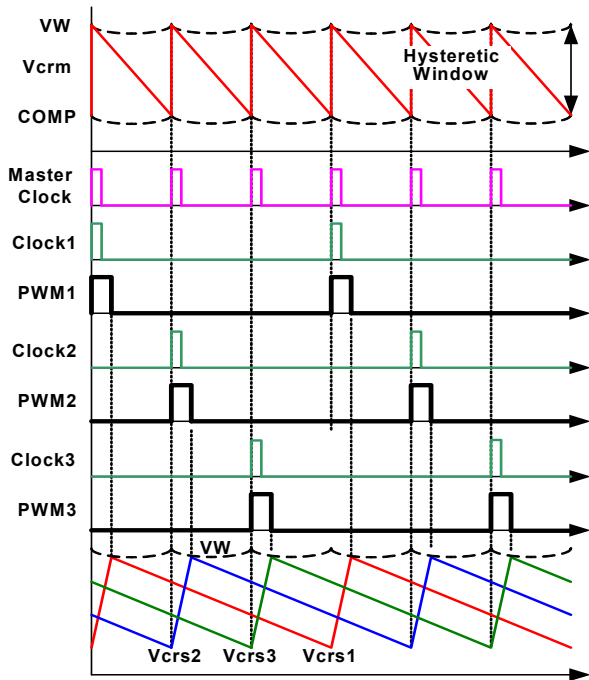 VW
Vcrm
Hysteretic
Window
COMP
Master
Clock
Clock1
PWM1
Clock2
PWM2
Clock3
PWM3
VW
Vcrs2 Vcrs3 Vcrs1